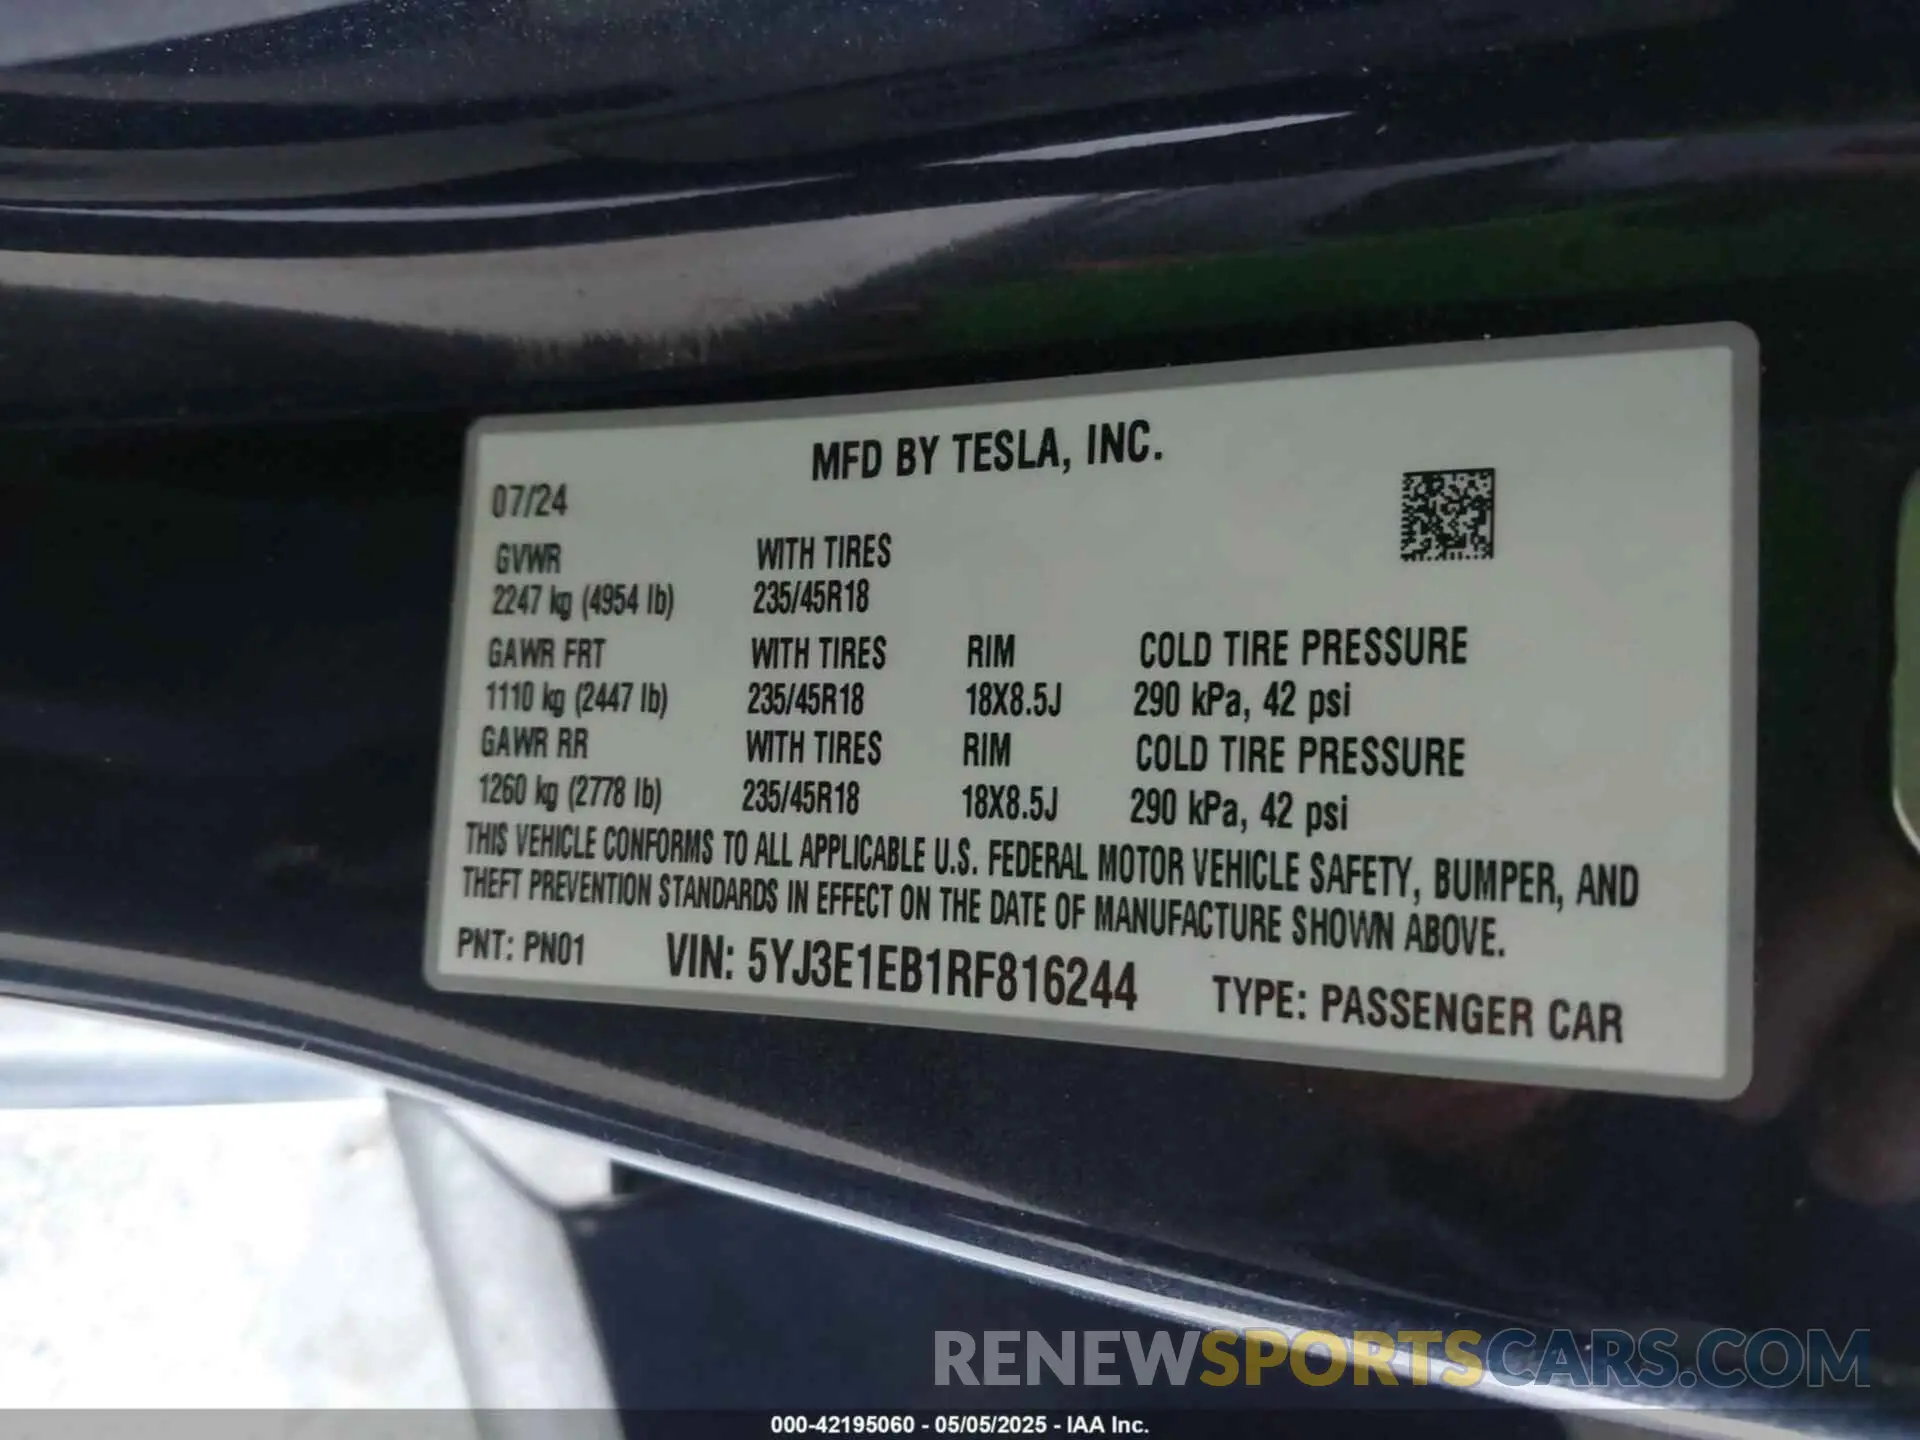 MFD BY TESLA, INC.
07/24
GVWR WITH TIRES
2247 kg (4954 lb) 235/45R18
GAWR FRT WITH TIRES RIM COLD TIRE PRESSURE
1110 kg (2447 lb) 235/45R18 18X8.5J 290 kPa, 42 psi
GAWR RR WITH TIRES RIM COLD TIRE PRESSURE
1260 kg (2778 lb) 235/45R18 18X8.5J 290 kPa, 42 psi
THIS VEHICLE CONFORMS TO ALL APPLICABLE U.S. FEDERAL MOTOR VEHICLE SAFETY, BUMPER, AND
THEFT PREVENTION STANDARDS IN EFFECT ON THE DATE OF MANUFACTURE SHOWN ABOVE.
PNT: PN01 VIN: 5YJ3E1EB1RF816244 TYPE: PASSENGER CAR
RENEWSPORTSCARS.COM
000-42195060 - 05/05/2025 - IAA Inc.